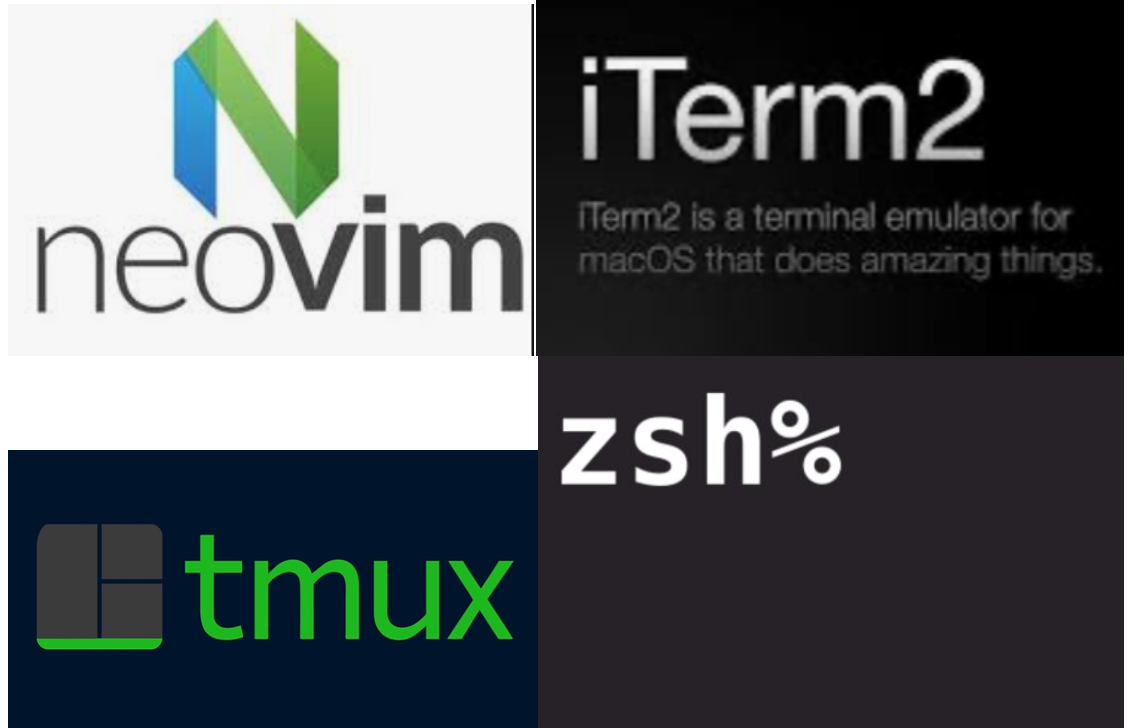 neovim
iTerm2
iTerm2 is a terminal emulator for
macOS that does amazing things.
tmux
zsh%